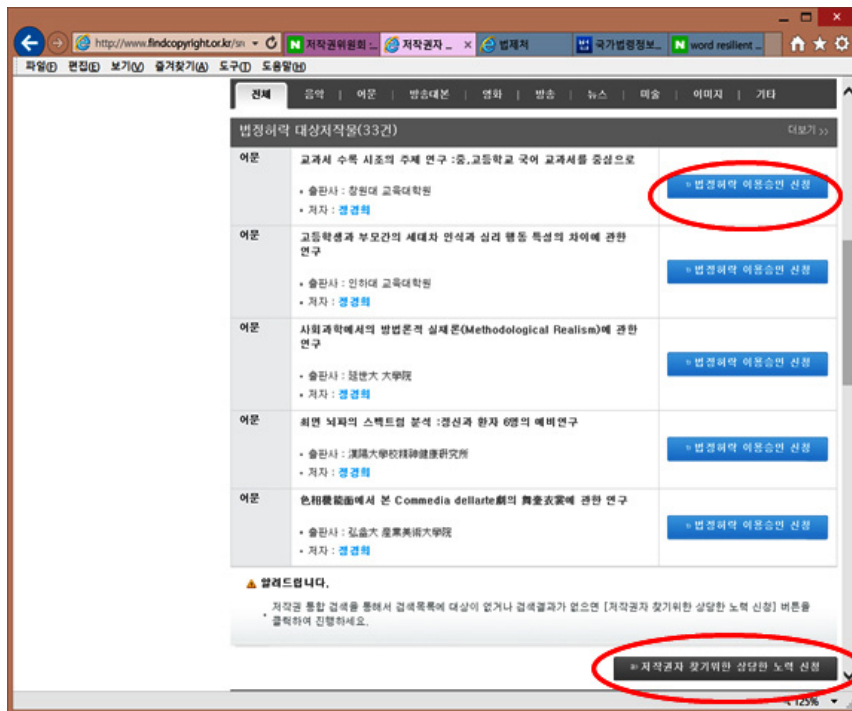 http://www.findcopyright.or.kr/sn
저작권위원회 :...
저작권자 ...
법제처
국가법령정보...
word resilient ...
파일(F) 편집(E) 보기(V) 즐겨찾기(A) 도구(T) 도움말(H)
전체 음악 | 어문 | 방송대본 | 영화 | 방송 | 뉴스 | 미술 | 이미지 | 기타
법정허락 대상저작물(33건) 더보기 >>
어문 교과서 수록 시조의 주제 연구 :중,고등학교 국어 교과서를 중심으로
• 출판사 : 창원대 교육대학원
• 저자 : 정경희
» 법정허락 이용승인 신청
어문 고등학생과 부모간의 세대차 인식과 심리 행동 특성의 차이에 관한
연구
• 출판사 : 인하대 교육대학원
• 저자 : 정경희
» 법정허락 이용승인 신청
어문 사회과학에서의 방법론적 실재론(Methodological Realism)에 관한
연구
• 출판사 : 延世大 大學院
• 저자 : 정경희
» 법정허락 이용승인 신청
어문 최면 뇌파의 스펙트럼 분석 :정신과 환자 6명의 예비연구
• 출판사 : 漢陽大學校精神健康硏究所
• 저자 : 정경희
» 법정허락 이용승인 신청
어문 色相機能面에서 본 Commedia dellarte劇의 舞臺衣裳에 관한 연구
• 출판사 : 弘益大 産業美術大學院
• 저자 : 정경희
» 법정허락 이용승인 신청
알려드립니다.
• 저작권 통합 검색을 통해서 검색목록에 대상이 없거나 검색결과가 없으면 [저작권자 찾기위한 상당한 노력 신청] 버튼을
클릭하여 진행하세요.
» 저작권자 찾기위한 상당한 노력 신청
125%